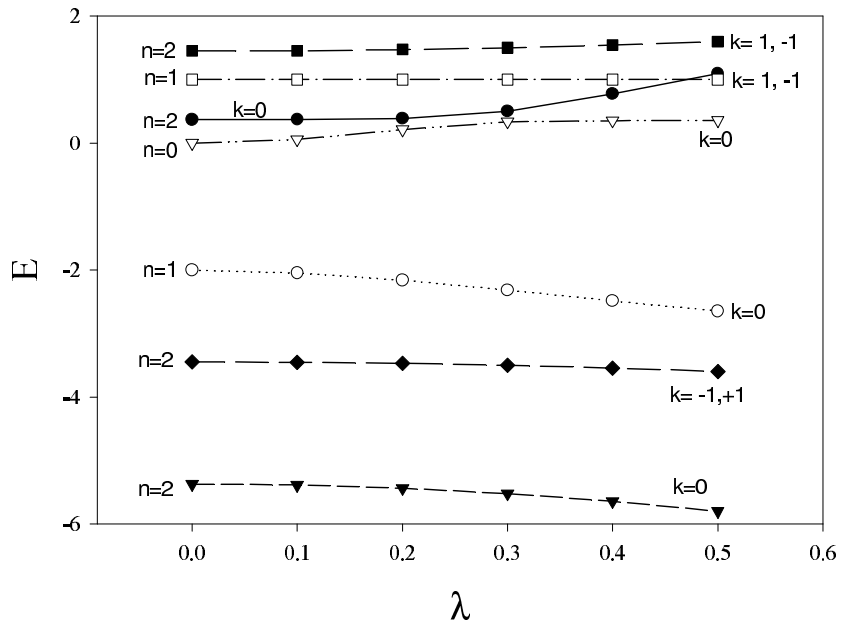 2
n=2
k= 1, -1
n=1
k= 1, -1
k=0
n=2
0
n=0
k=0
E
-2
n=1
k=0
n=2
-4
k= -1,+1
n=2
k=0
-6
0.0 0.1 0.2 0.3 0.4 0.5 0.6
λ